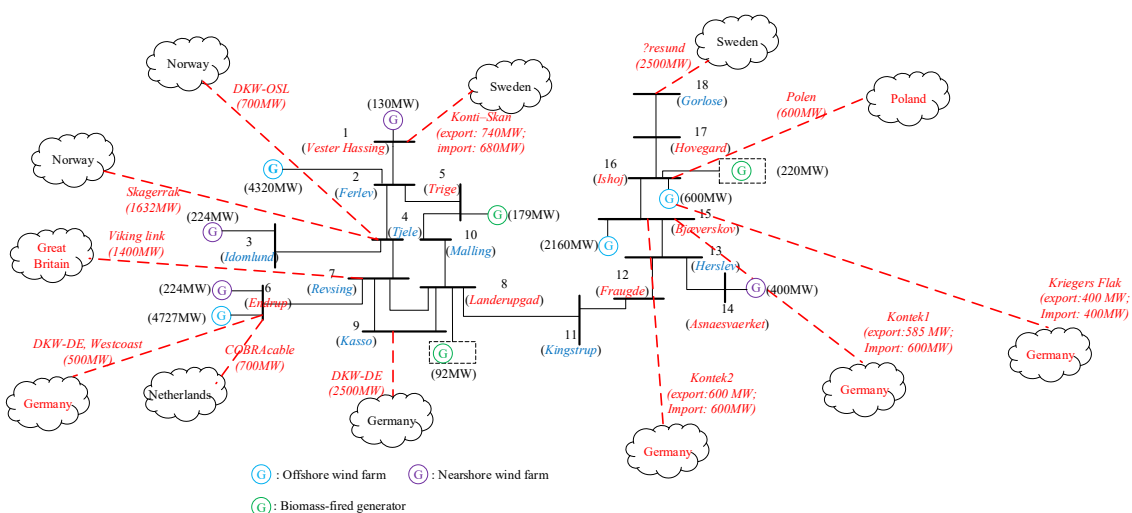 Norway
DKW-OSL
(700MW)
Sweden
(130MW)
G
Konti–Skan
(export: 740MW;
import: 680MW)
1
(Vester Hassing)
Norway
G
(4320MW)
2
(Ferlev)
5
(Trige)
G
(179MW)
Skagerrak
(1632MW)
(224MW)
G
3
(Idomlund)
4
(Tjele)
10
(Malling)
Great
Britain
Viking link
(1400MW)
7
(Revsing)
(224MW)
G
6
(Endrup)
(4727MW)
G
8
(Landerupgad)
9
(Kasso)
G
(92MW)
11
(Kingstrup)
DKW-DE, Westcoast
(500MW)
Germany
COBRAcable
(700MW)
Netherlands
DKW-DE
(2500MW)
Germany
Sweden
?resund
(2500MW)
18
(Gorlose)
17
(Hovegard)
Polen
(600MW)
Poland
16
(Ishoj)
G
(220MW)
G
(600MW)
15
(Bjæverskov)
(2160MW)
G
13
(Herslev)
12
(Fraugde)
G
(400MW)
14
(Asnaesvaerket)
Kriegers Flak
(export:400 MW;
Import: 400MW)
Germany
Kontek1
(export:585 MW;
Import: 600MW)
Germany
Kontek2
(export:600 MW;
Import: 600MW)
Germany
G : Offshore wind farm
G : Nearshore wind farm
G : Biomass-fired generator